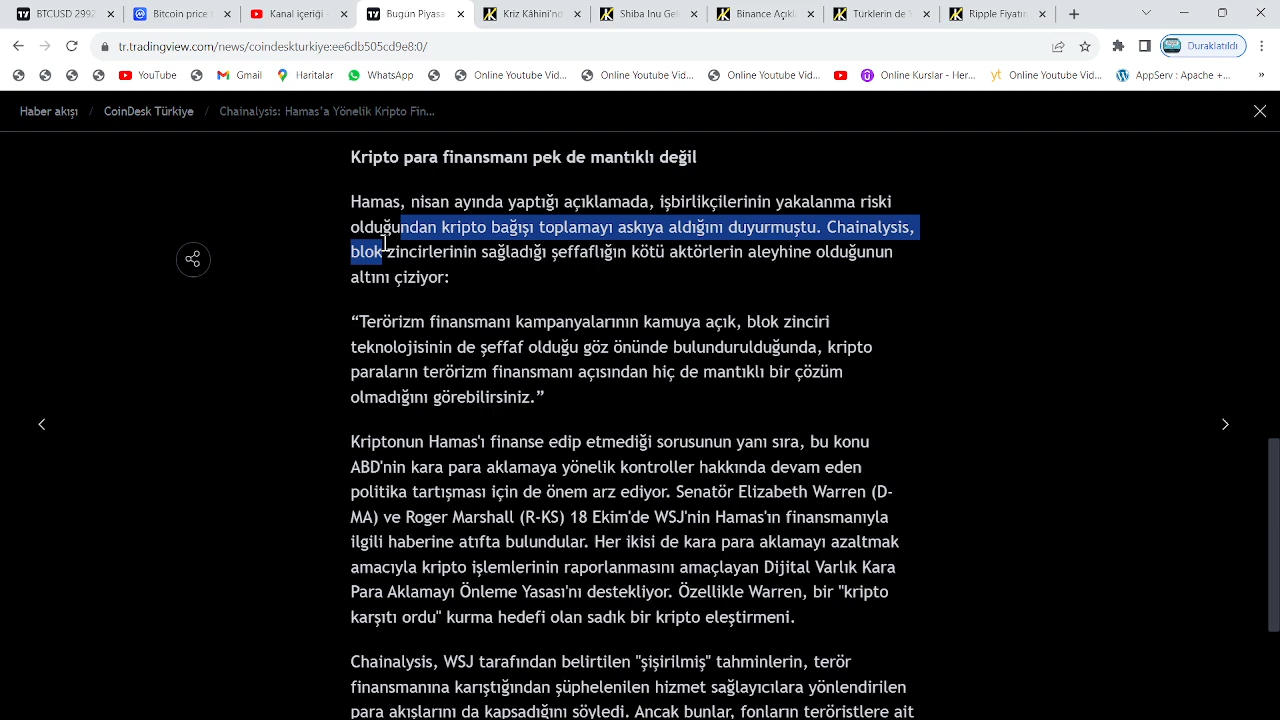 BTCUSD 2992
Bitcoin price t
Kanal içeriği -
Bugün Piyasa
Kriz Kâhini'nd
Shiba Inu Gel
Binance Açıkl
Türklerin de Y
Ripple Fiyatın
tr.tradingview.com/news/coindeskturkiye:ee6db505cd9e8:0/
Duraklatıldı
YouTube
Gmail
Haritalar
WhatsApp
Online Youtube Vid...
Online Youtube Vid...
Online Youtube Vid...
Online Kurslar - Her...
Online Youtube Vid...
AppServ : Apache +...
Haber akışı / CoinDesk Türkiye / Chainalysis: Hamas’a Yönelik Kripto Fin...
Kripto para finansmanı pek de mantıklı değil
Hamas, nisan ayında yaptığı açıklamada, işbirlikçilerinin yakalanma riski
olduğundan kripto bağışı toplamayı askıya aldığını duyurmuştu. Chainalysis,
blok zincirlerinin sağladığı şeffaflığın kötü aktörlerin aleyhine olduğunun
altını çiziyor:
“Terörizm finansmanı kampanyalarının kamuya açık, blok zinciri
teknolojisinin de şeffaf olduğu göz önünde bulundurulduğunda, kripto
paraların terörizm finansmanı açısından hiç de mantıklı bir çözüm
olmadığını görebilirsiniz.”
Kriptonun Hamas'ı finanse edip etmediği sorusunun yanı sıra, bu konu
ABD'nin kara para aklamaya yönelik kontroller hakkında devam eden
politika tartışması için de önem arz ediyor. Senatör Elizabeth Warren (D-
MA) ve Roger Marshall (R-KS) 18 Ekim'de WSJ'nin Hamas'ın finansmanıyla
ilgili haberine atıfta bulundular. Her ikisi de kara para aklamayı azaltmak
amacıyla kripto işlemlerinin raporlanmasını amaçlayan Dijital Varlık Kara
Para Aklamayı Önleme Yasası'nı destekliyor. Özellikle Warren, bir "kripto
karşıtı ordu" kurma hedefi olan sadık bir kripto eleştirmeni.
Chainalysis, WSJ tarafından belirtilen "şişirilmiş" tahminlerin, terör
finansmanına karıştığından şüphelenilen hizmet sağlayıcılara yönlendirilen
para akışlarını da kapsadığını söyledi. Ancak bunlar, fonların teröristlere ait